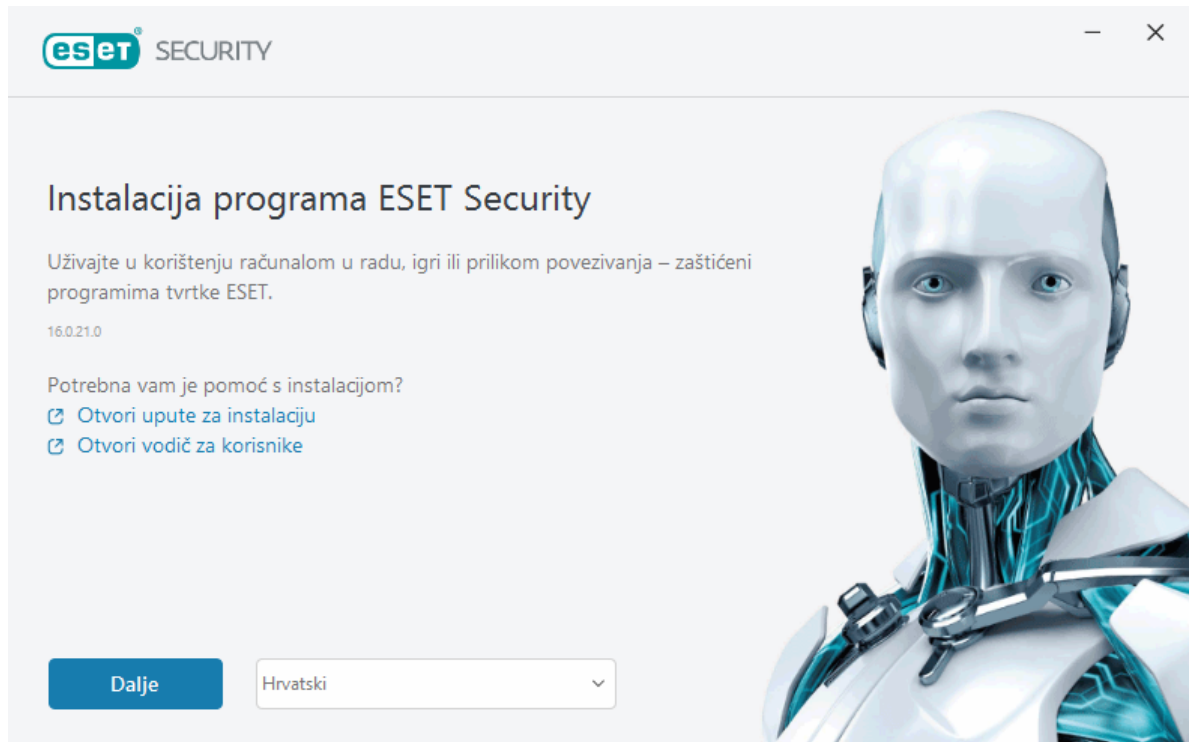 eset® SECURITY
Instalacija programa ESET Security
Uživajte u korištenju računalom u radu, igri ili prilikom povezivanja – zaštićeni
programima tvrtke ESET.
16.0.21.0
Potrebna vam je pomoć s instalacijom?
Otvori upute za instalaciju
Otvori vodič za korisnike
Dalje
Hrvatski